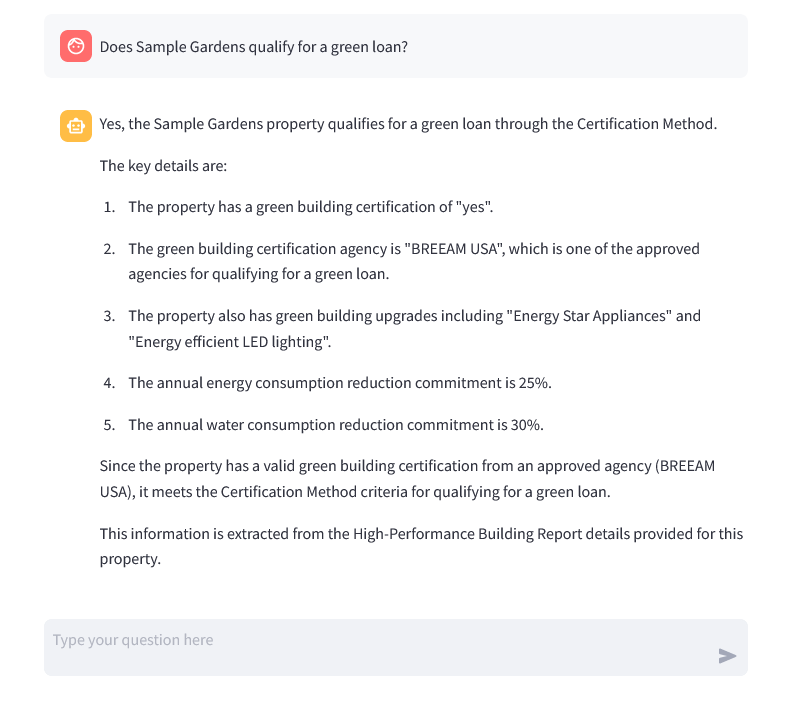 Does Sample Gardens qualify for a green loan?
Yes, the Sample Gardens property qualifies for a green loan through the Certification Method.
The key details are:
1. The property has a green building certification of "yes".
2. The green building certification agency is "BREEAM USA", which is one of the approved
agencies for qualifying for a green loan.
3. The property also has green building upgrades including "Energy Star Appliances" and
"Energy efficient LED lighting".
4. The annual energy consumption reduction commitment is 25%.
5. The annual water consumption reduction commitment is 30%.
Since the property has a valid green building certification from an approved agency (BREEAM
USA), it meets the Certification Method criteria for qualifying for a green loan.
This information is extracted from the High-Performance Building Report details provided for this
property.
Type your question here